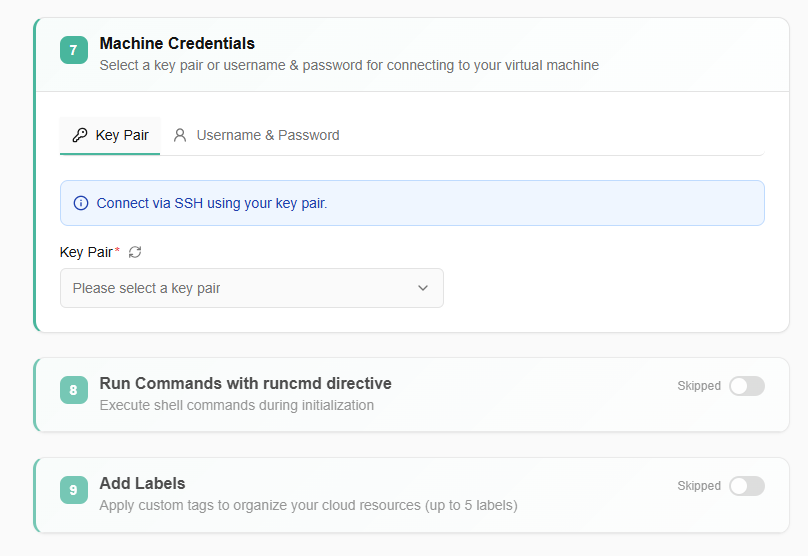 7
Machine Credentials
Select a key pair or username & password for connecting to your virtual machine
Key Pair
Username & Password
Connect via SSH using your key pair.
Key Pair*
Please select a key pair
8
Run Commands with runcmd directive
Skipped
Execute shell commands during initialization
9
Add Labels
Skipped
Apply custom tags to organize your cloud resources (up to 5 labels)